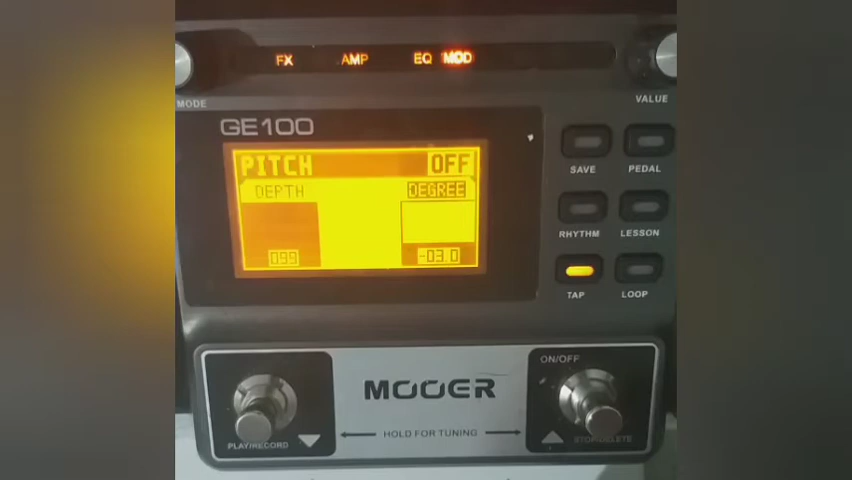 FX AMP EQ MOD
MODE VALUE
GE100
PITCH OFF
DEPTH DEGREE
099 -03.0
SAVE PEDAL
RHYTHM LESSON
TAP LOOP
ON/OFF
MOOER
PLAY/RECORD HOLD FOR TUNING STOP/DELETE